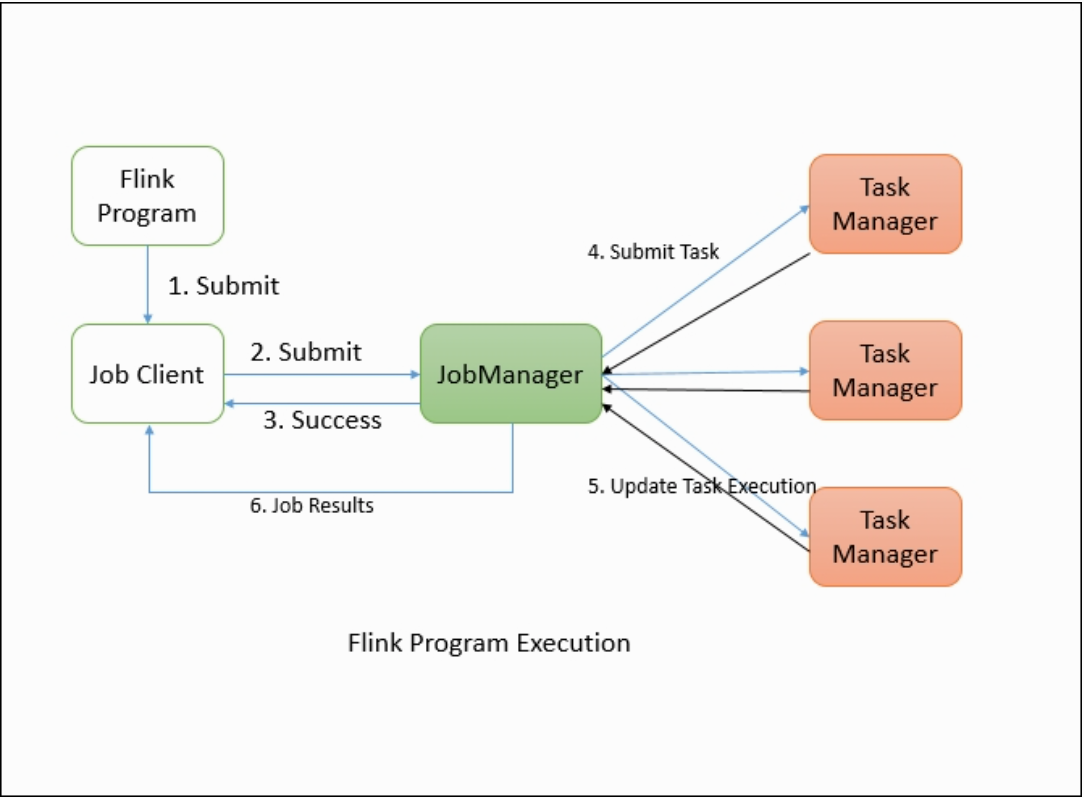 Flink
Program
1. Submit
Job Client
2. Submit
3. Success
JobManager
4. Submit Task
Task
Manager
Task
Manager
5. Update Task Execution
Task
Manager
6. Job Results
Flink Program Execution